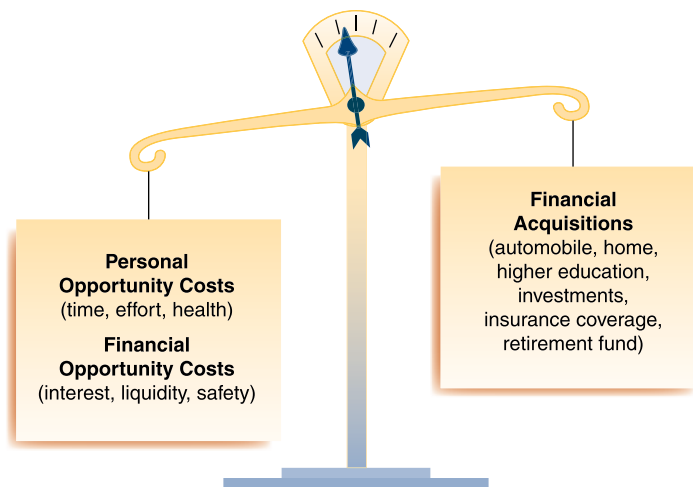 Personal
Opportunity Costs
(time, effort, health)
Financial
Opportunity Costs
(interest, liquidity, safety)
Financial
Acquisitions
(automobile, home,
higher education,
investments,
insurance coverage,
retirement fund)